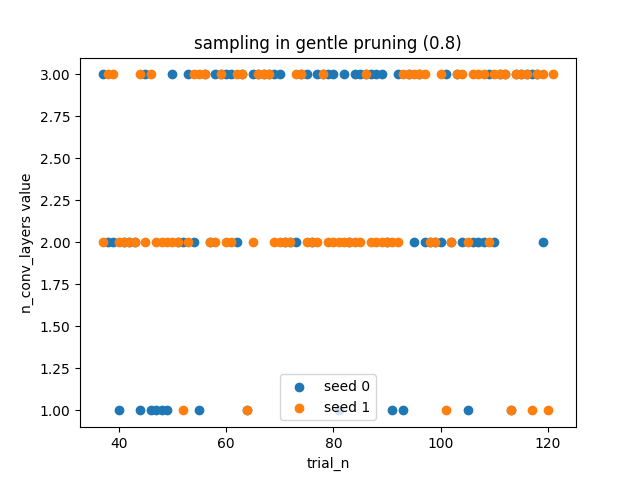 sampling in gentle pruning (0.8)
3.00
2.75
2.50
2.25
2.00
1.75
1.50
1.25
1.00
n_conv_layers value
seed 0
seed 1
40
60
80
100
120
trial_n